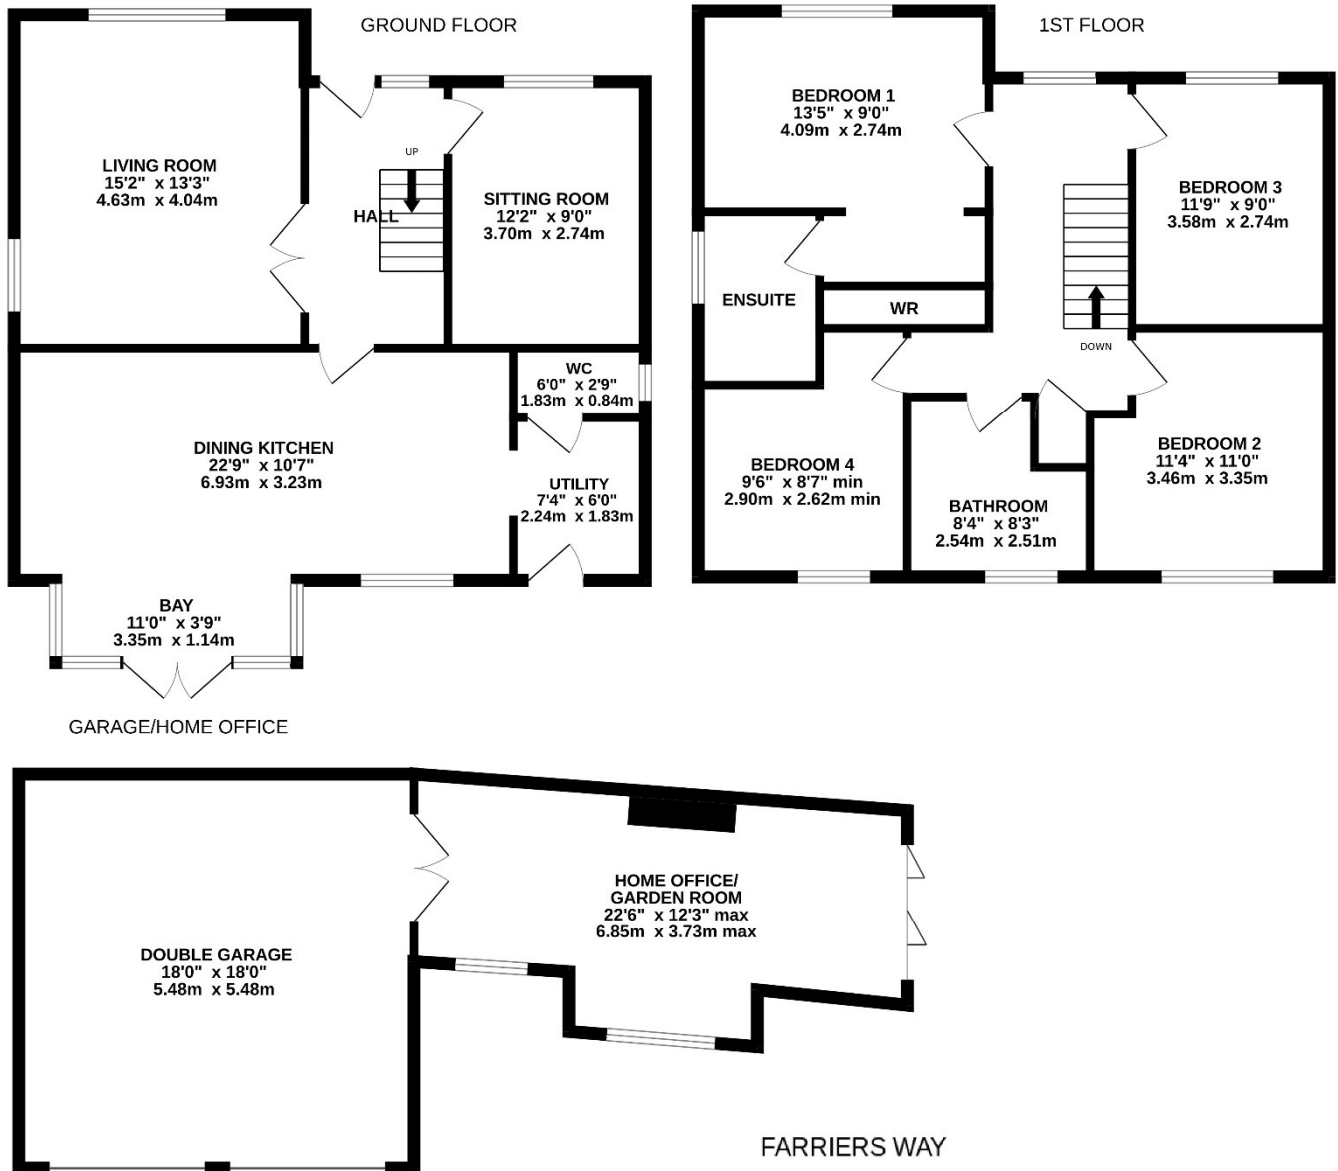 GROUND FLOOR
LIVING ROOM
15'2" x 13'3"
4.63m x 4.04m
UP
HALL
SITTING ROOM
12'2" x 9'0"
3.70m x 2.74m
WC
6'0" x 2'9"
1.83m x 0.84m
DINING KITCHEN
22'9" x 10'7"
6.93m x 3.23m
UTILITY
7'4" x 6'0"
2.24m x 1.83m
BAY
11'0" x 3'9"
3.35m x 1.14m
1ST FLOOR
BEDROOM 1
13'5" x 9'0"
4.09m x 2.74m
BEDROOM 3
11'9" x 9'0"
3.58m x 2.74m
ENSUITE
WR
DOWN
BEDROOM 4
9'6" x 8'7" min
2.90m x 2.62m min
BATHROOM
8'4" x 8'3"
2.54m x 2.51m
BEDROOM 2
11'4" x 11'0"
3.46m x 3.35m
GARAGE/HOME OFFICE
DOUBLE GARAGE
18'0" x 18'0"
5.48m x 5.48m
HOME OFFICE/
GARDEN ROOM
22'6" x 12'3" max
6.85m x 3.73m max
FARRIERS WAY